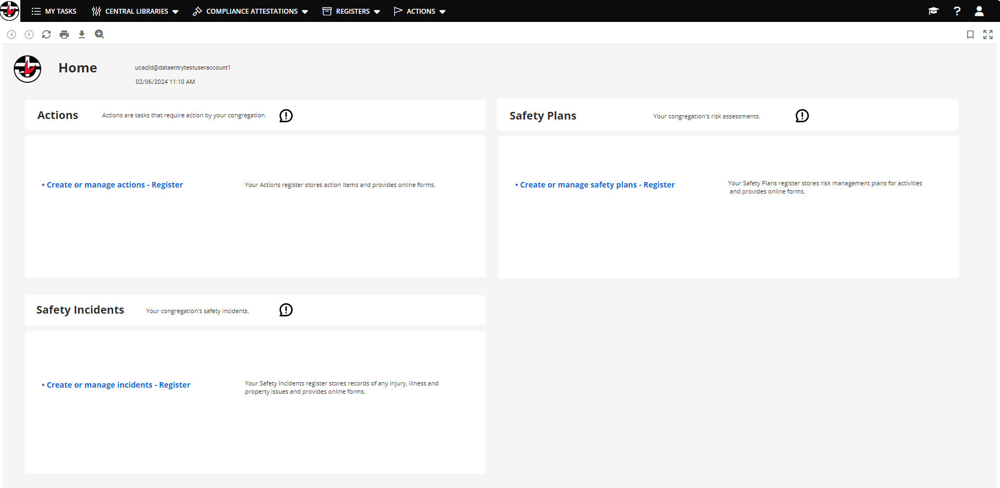 MY TASKS CENTRAL LIBRARIES COMPLIANCE ATTESTATIONS REGISTERS ACTIONS ?
Home
ucaqld@dataentrytestuseraccount1
02/06/2024 11:10 AM
Actions
Actions are tasks that require action by your congregation.
• Create or manage actions - Register
Your Actions register stores action items and provides online forms.
Safety Plans
Your congregation's risk assessments.
• Create or manage safety plans - Register
Your Safety Plans register stores risk management plans for activities
and provides online forms.
Safety Incidents
Your congregation's safety incidents.
• Create or manage incidents - Register
Your Safety Incidents register stores records of any injury, illness and
property issues and provides online forms.